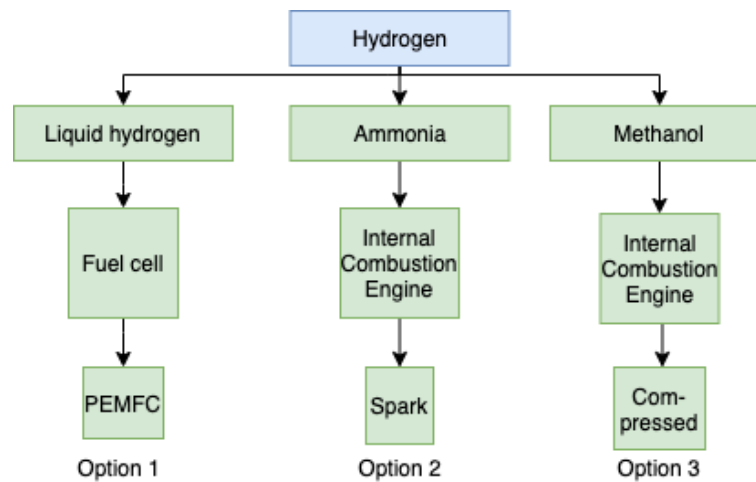 Hydrogen
Liquid hydrogen
Ammonia
Methanol
Fuel cell
Internal
Combustion
Engine
Internal
Combustion
Engine
PEMFC
Spark
Com-
pressed
Option 1
Option 2
Option 3